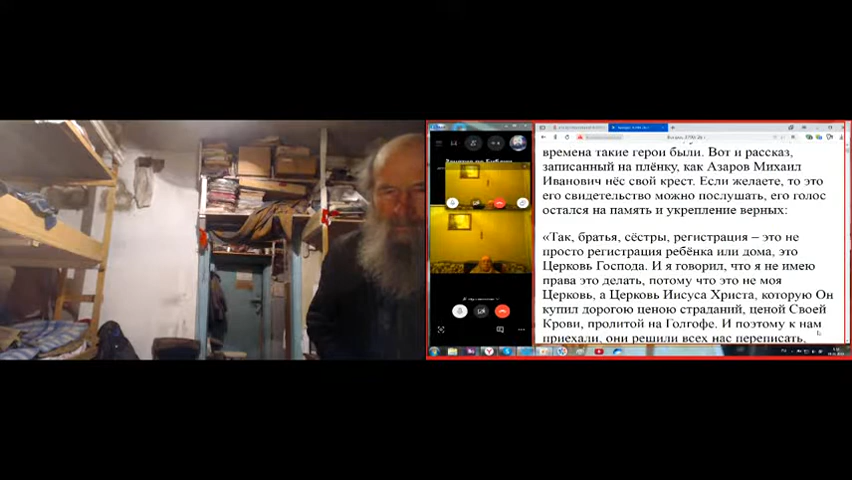 Занятие по Библии
времена такие герои были. Вот и рассказ,
записанный на плёнку, как Азаров Михаил
Иванович нёс свой крест. Если желаете, то это
его свидетельство можно послушать, его голос
остался на память и укрепление верных:
«Так, братья, сёстры, регистрация – это не
просто регистрация ребёнка или дома, это
Церковь Господа. И я говорил, что я не имею
права это делать, потому что это не моя
Церковь, а Церковь Иисуса Христа, которую Он
купил дорогою ценою страданий, ценой Своей
Крови, пролитой на Голгофе. И поэтому к нам
приехали, они решили всех нас переписать,